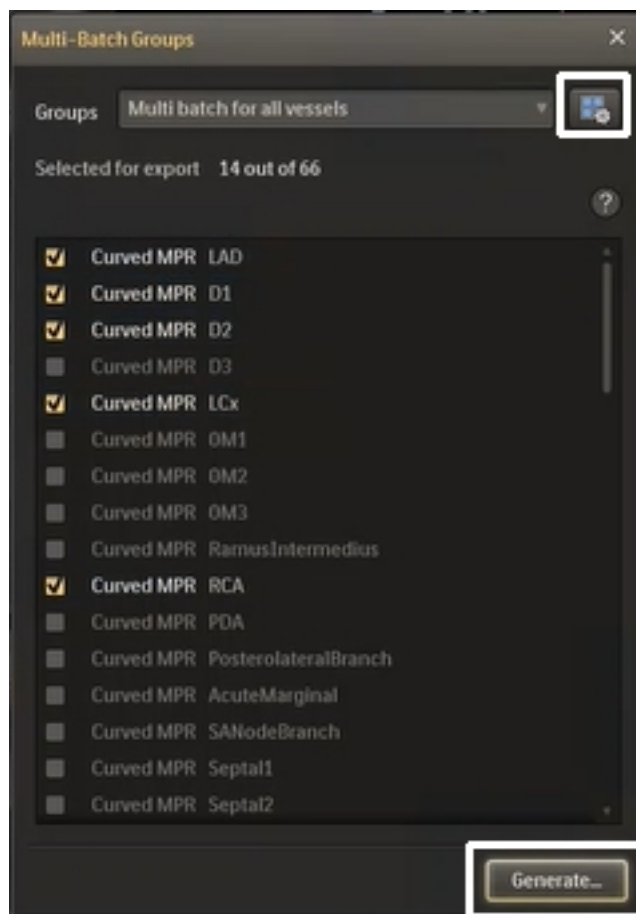 Multi-Batch Groups
Groups Multi batch for all vessels
Selected for export 14 out of 66
?
Curved MPR LAD
Curved MPR D1
Curved MPR D2
Curved MPR D3
Curved MPR LCx
Curved MPR OM1
Curved MPR OM2
Curved MPR OM3
Curved MPR RamusIntermedius
Curved MPR RCA
Curved MPR PDA
Curved MPR PosterolateralBranch
Curved MPR AcuteMarginal
Curved MPR SANodeBranch
Curved MPR Septal1
Curved MPR Septal2
Generate...